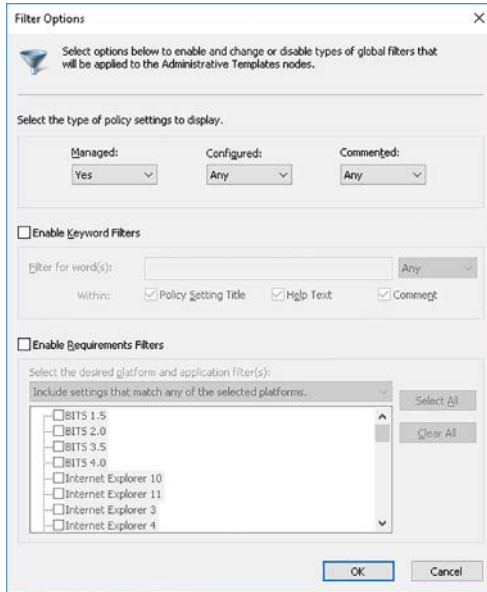 Filter Options
Select options below to enable and change or disable types of global filters that
will be applied to the Administrative Templates nodes.
Select the type of policy settings to display.
Managed: Configured: Commented:
Yes Any Any
Enable Keyword Filters
Filter for word(s): Any
Within: Policy Setting Title Help Text Comment
Enable Requirements Filters
Select the desired platform and application filter(s):
Include settings that match any of the selected platforms.
Select All
BITS 1.5
BITS 2.0
Clear All
BITS 3.5
BITS 4.0
Internet Explorer 10
Internet Explorer 11
Internet Explorer 3
Internet Explorer 4
OK Cancel